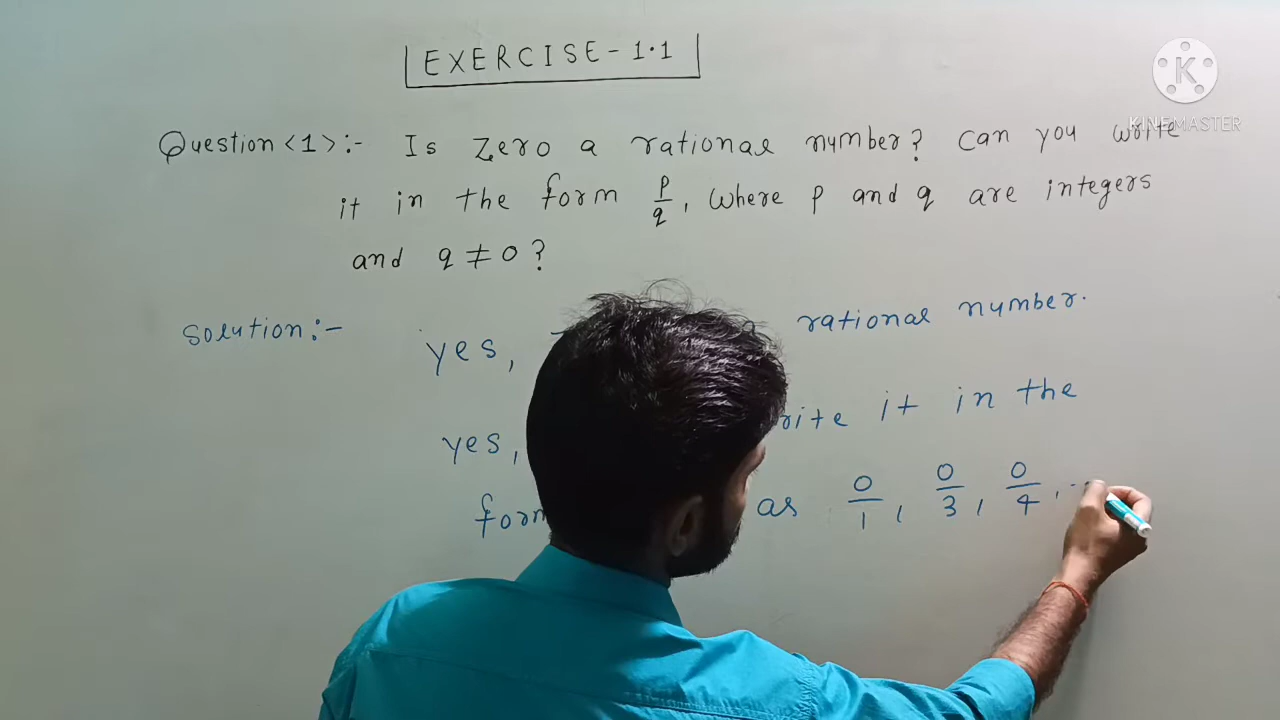 EXERCISE-1.1
KINEMASTER
Question <1>:- Is Zero a rational number? Can you write
it in the form p/q, Where p and q are integers
and q ≠ 0?
Solution:- yes, rational number.
yes, it in the
as 0/1, 0/3, 0/4,